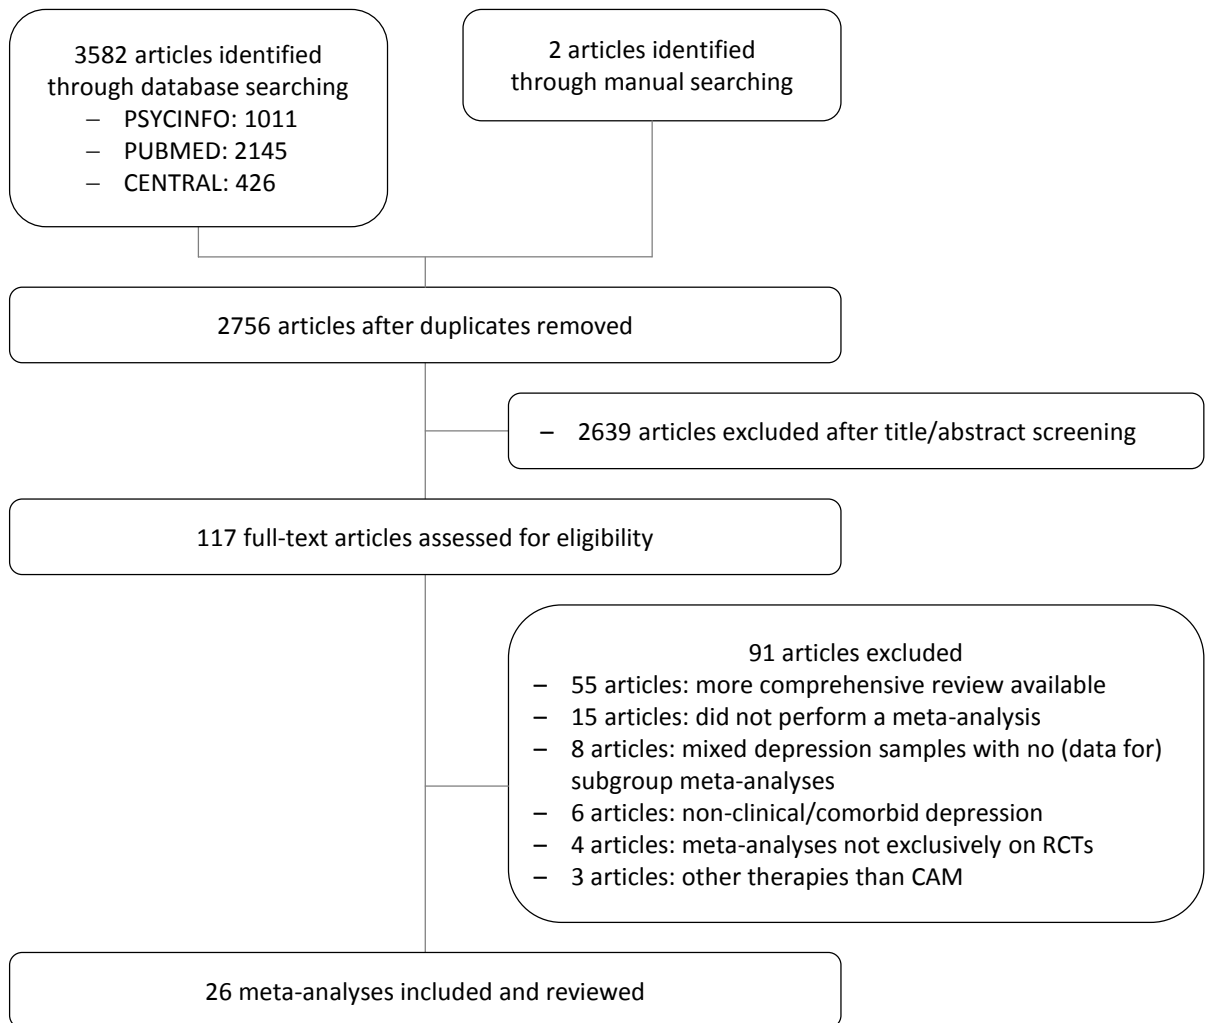 3582 articles identified
through database searching
– PSYCINFO: 1011
– PUBMED: 2145
– CENTRAL: 426
2 articles identified
through manual searching
2756 articles after duplicates removed
– 2639 articles excluded after title/abstract screening
117 full-text articles assessed for eligibility
91 articles excluded
– 55 articles: more comprehensive review available
– 15 articles: did not perform a meta-analysis
– 8 articles: mixed depression samples with no (data for)
subgroup meta-analyses
– 6 articles: non-clinical/comorbid depression
– 4 articles: meta-analyses not exclusively on RCTs
– 3 articles: other therapies than CAM
26 meta-analyses included and reviewed